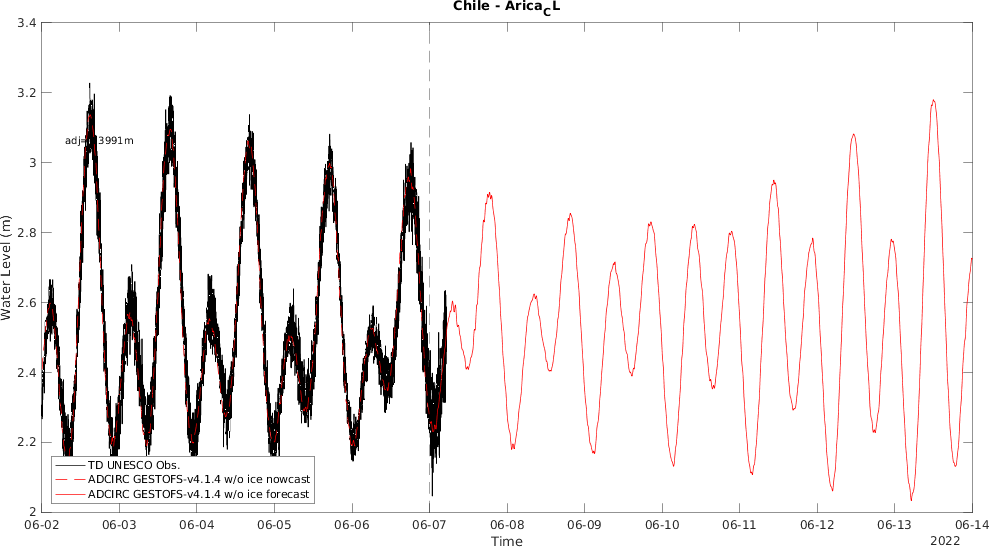 Chile - Arica_CL
3.4
3.2
3
2.8
2.6
2.4
2.2
2
Water Level (m)
3991m
TD UNESCO Obs.
ADCIRC GESTOFS-v4.1.4 w/o ice nowcast
ADCIRC GESTOFS-v4.1.4 w/o ice forecast
06-02 06-03 06-04 06-05 06-06 06-07 06-08 06-09 06-10 06-11 06-12 06-13 06-14
Time
2022